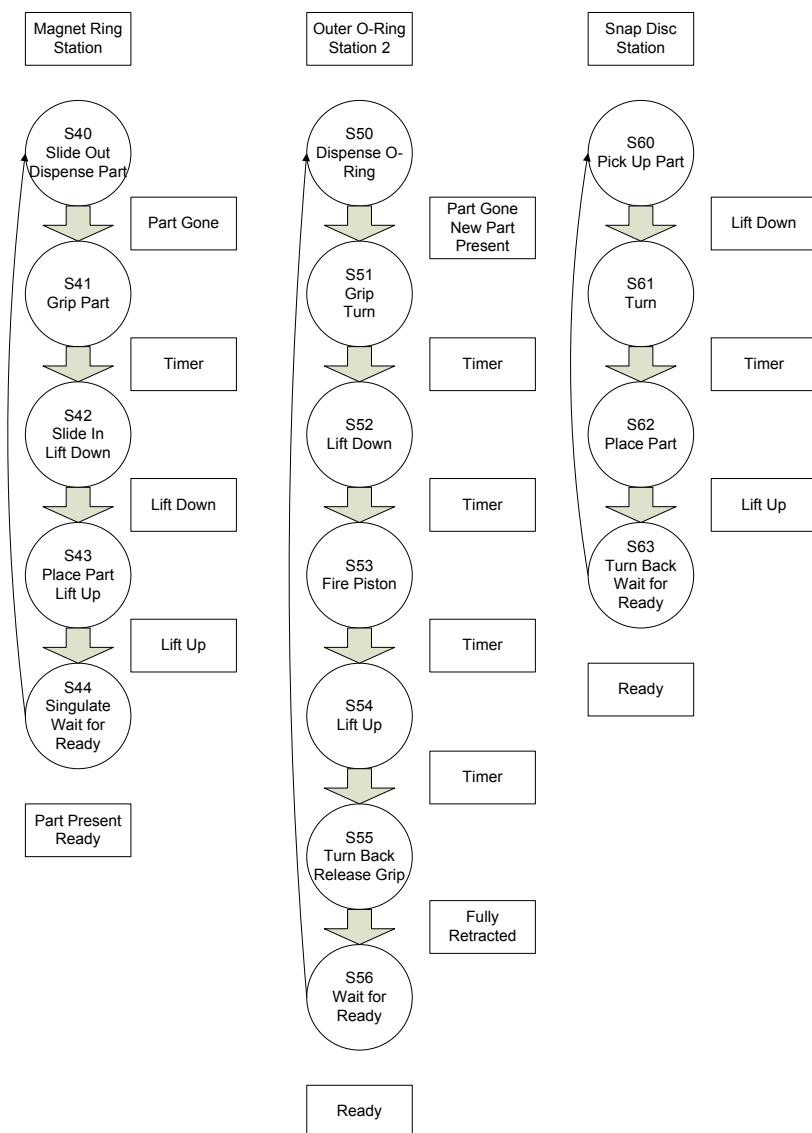 Magnet Ring
Station
S40
Slide Out
Dispense Part
Part Gone
S41
Grip Part
Timer
S42
Slide In
Lift Down
Lift Down
S43
Place Part
Lift Up
Lift Up
S44
Singulate
Wait for
Ready
Part Present
Ready
Outer O-Ring
Station 2
S50
Dispense O-
Ring
Part Gone
New Part
Present
S51
Grip
Turn
Timer
S52
Lift Down
Timer
S53
Fire Piston
Timer
S54
Lift Up
Timer
S55
Turn Back
Release Grip
Fully
Retracted
S56
Wait for
Ready
Ready
Snap Disc
Station
S60
Pick Up Part
Lift Down
S61
Turn
Timer
S62
Place Part
Lift Up
S63
Turn Back
Wait for
Ready
Ready